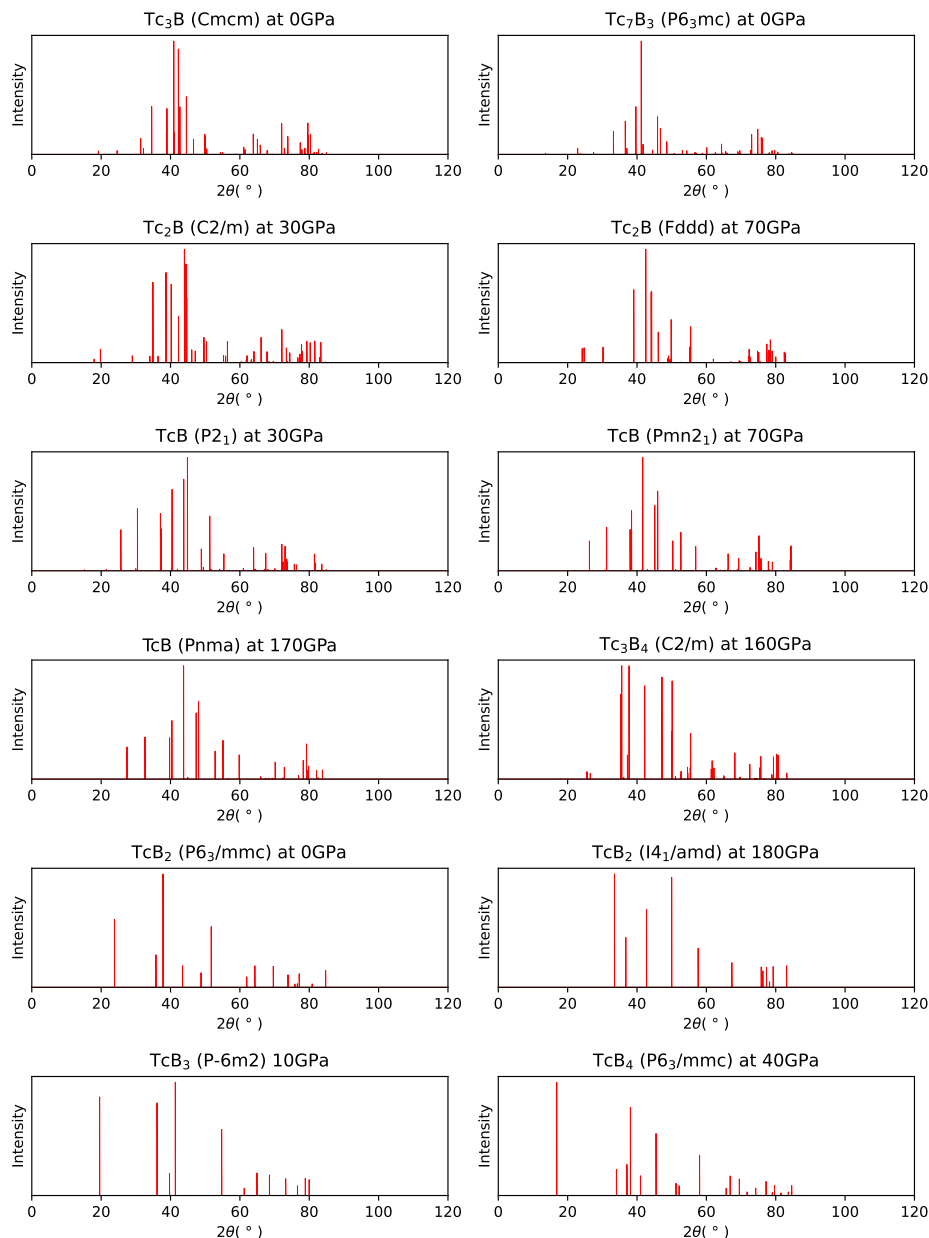 Tc₃B (Cmcm) at 0GPa
Intensity
0 20 40 60 80 100 120
2θ( ° )
Tc₇B₃ (P6₃mc) at 0GPa
Intensity
0 20 40 60 80 100 120
2θ( ° )
Tc₂B (C2/m) at 30GPa
Intensity
0 20 40 60 80 100 120
2θ( ° )
Tc₂B (Fddd) at 70GPa
Intensity
0 20 40 60 80 100 120
2θ( ° )
TcB (P2₁) at 30GPa
Intensity
0 20 40 60 80 100 120
2θ( ° )
TcB (Pmn2₁) at 70GPa
Intensity
0 20 40 60 80 100 120
2θ( ° )
TcB (Pnma) at 170GPa
Intensity
0 20 40 60 80 100 120
2θ( ° )
Tc₃B₄ (C2/m) at 160GPa
Intensity
0 20 40 60 80 100 120
2θ( ° )
TcB₂ (P6₃/mmc) at 0GPa
Intensity
0 20 40 60 80 100 120
2θ( ° )
TcB₂ (I4₁/amd) at 180GPa
Intensity
0 20 40 60 80 100 120
2θ( ° )
TcB₃ (P-6m2) 10GPa
Intensity
0 20 40 60 80 100 120
2θ( ° )
TcB₄ (P6₃/mmc) at 40GPa
Intensity
0 20 40 60 80 100 120
2θ( ° )